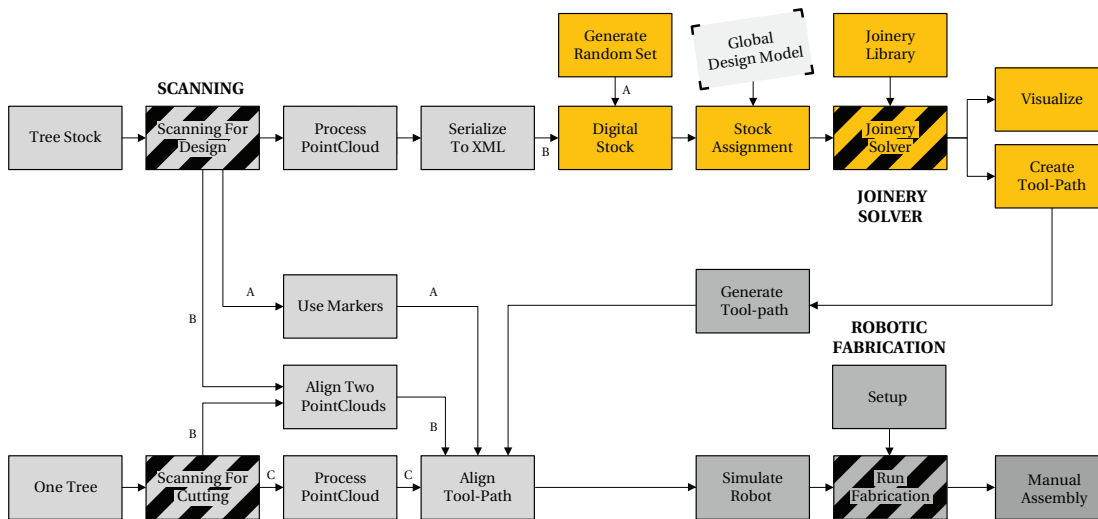 Generate
Random Set
Global
Design Model
Joinery
Library
SCANNING
A
Visualize
Tree Stock
Scanning For
Design
Process
PointCloud
Serialize
To XML
B
Digital
Stock
Stock
Assignment
Joinery
Solver
Create
Tool-Path
JOINERY
SOLVER
A
Use Markers
A
Generate
Tool-path
B
ROBOTIC
FABRICATION
Align Two
PointClouds
Setup
B
B
One Tree
Scanning For
Cutting
C
Process
PointCloud
C
Align
Tool-Path
Simulate
Robot
Run
Fabrication
Manual
Assembly